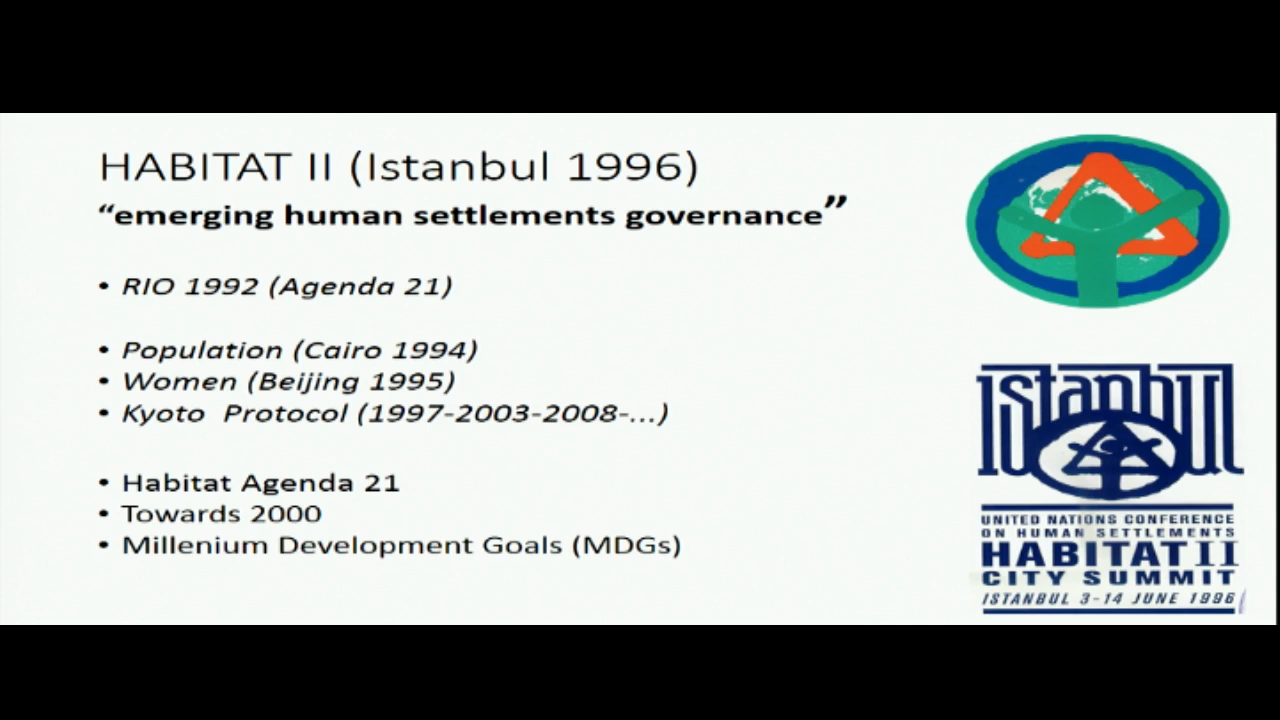 HABITAT II (Istanbul 1996)
“emerging human settlements governance”
• RIO 1992 (Agenda 21)
• Population (Cairo 1994)
• Women (Beijing 1995)
• Kyoto Protocol (1997-2003-2008-...)
• Habitat Agenda 21
• Towards 2000
• Millenium Development Goals (MDGs)
istanbul
UNITED NATIONS CONFERENCE
ON HUMAN SETTLEMENTS
HABITAT II
CITY SUMMIT
ISTANBUL 3-14 JUNE 1996